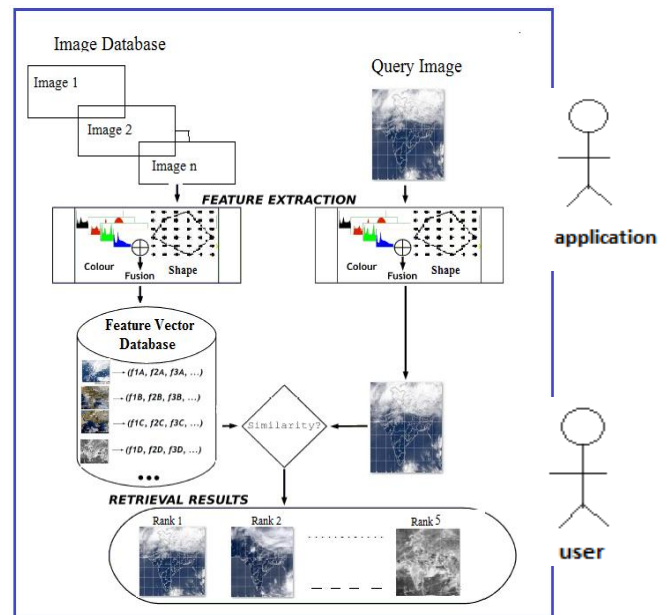 Image Database
Image 1
Image 2
Image n
Query Image
FEATURE EXTRACTION
Colour
Fusion
Shape
Colour
Fusion
Shape
application
Feature Vector
Database
(f1A, f2A, f3A, ...)
(f1B, f2B, f3B, ...)
(f1C, f2C, f3C, ...)
(f1D, f2D, f3D, ...)
Similarity?
RETRIEVAL RESULTS
Rank 1
Rank 2
Rank 5
user